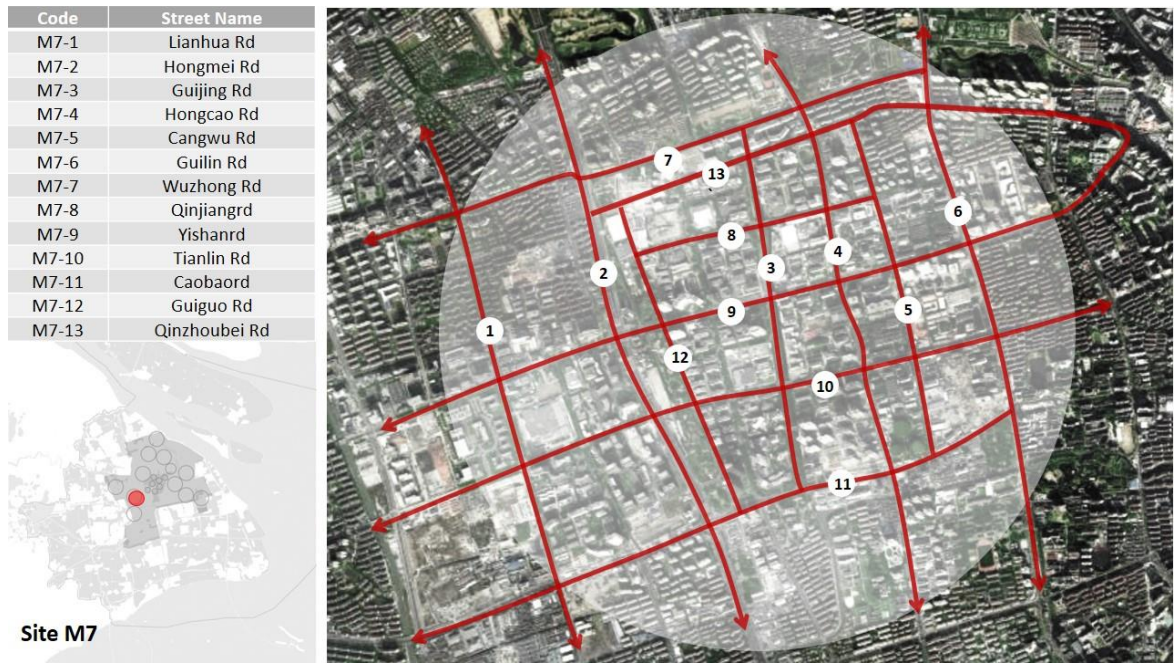 Code Street Name
M7-1 Lianhua Rd
M7-2 Hongmei Rd
M7-3 Guijing Rd
M7-4 Hongcao Rd
M7-5 Cangwu Rd
M7-6 Guilin Rd
M7-7 Wuzhong Rd
M7-8 Qinjiangrd
M7-9 Yishanrd
M7-10 Tianlin Rd
M7-11 Caobaord
M7-12 Guiguo Rd
M7-13 Qinzhoubei Rd
Site M7
7
13
6
8
4
3
2
9
5
1
12
10
11